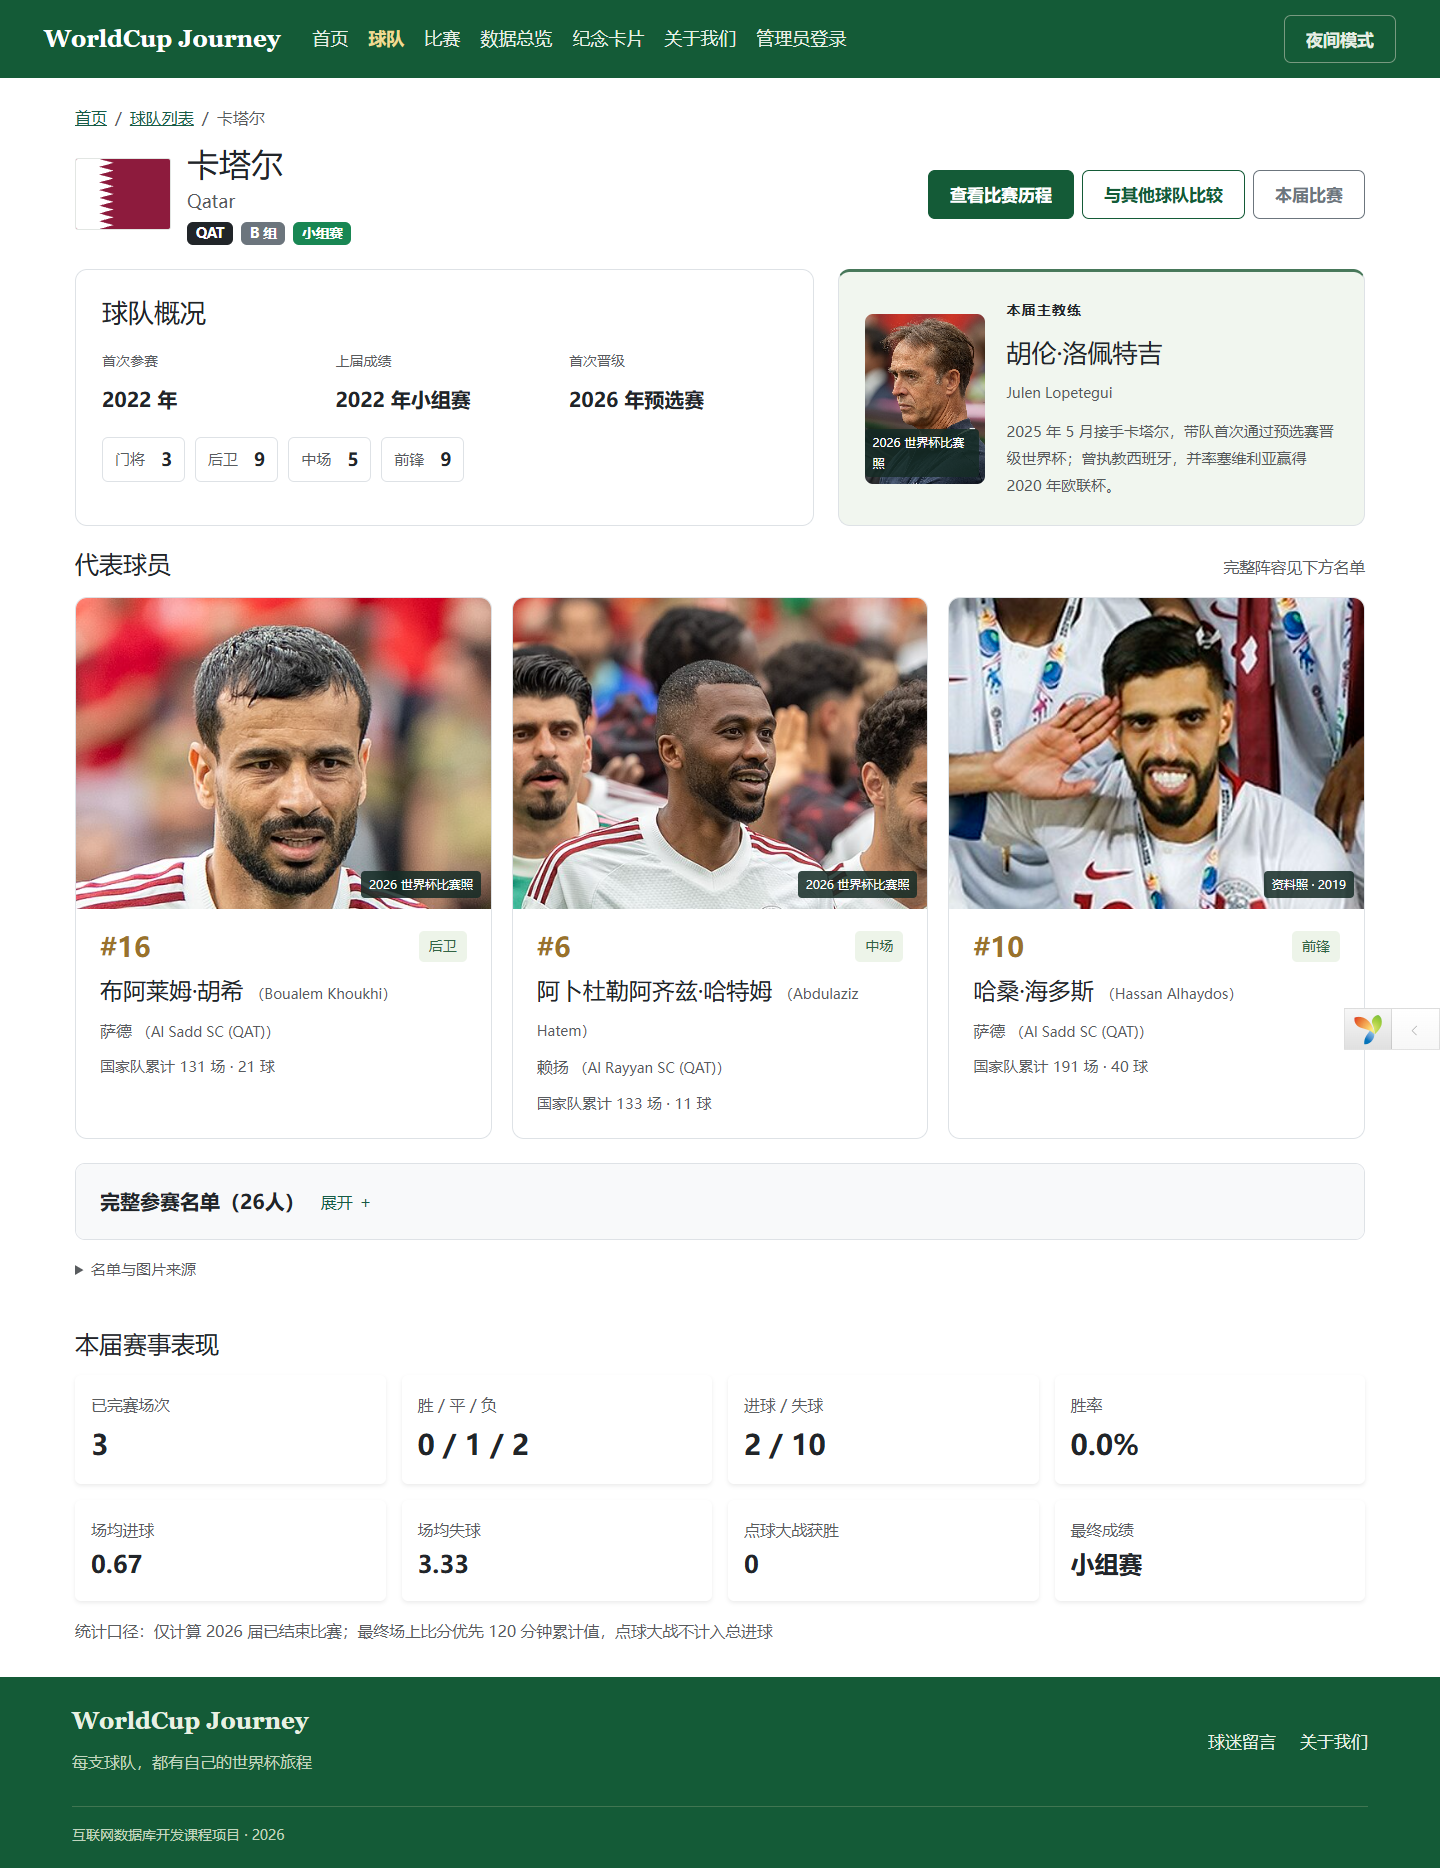 WorldCup Journey 首页 球队 比赛 数据总览 纪念卡片 关于我们 管理员登录 夜间模式
首页 / 球队列表 / 卡塔尔
卡塔尔
Qatar
QAT B 组 小组赛
查看比赛历程 与其他球队比较 本届比赛
球队概况
首次参赛 上届成绩 首次晋级
2022 年 2022 年小组赛 2026 年预选赛
门将 3 后卫 9 中场 5 前锋 9
2026 世界杯比赛
照
本届主教练
胡伦·洛佩特吉
Julen Lopetegui
2025 年 5 月接手卡塔尔，带队首次通过预选赛晋
级世界杯；曾执教西班牙，并率塞维利亚赢得
2020 年欧联杯。
代表球员 完整阵容见下方名单
2026 世界杯比赛照
#16 后卫
布阿莱姆·胡希 （Boualem Khoukhi）
萨德 （Al Sadd SC (QAT)）
国家队累计 131 场 · 21 球
2026 世界杯比赛照
#6 中场
阿卜杜勒阿齐兹·哈特姆 （Abdulaziz
Hatem）
赖扬 （Al Rayyan SC (QAT)）
国家队累计 133 场 · 11 球
资料照 · 2019
#10 前锋
哈桑·海多斯 （Hassan Alhaydos）
萨德 （Al Sadd SC (QAT)）
国家队累计 191 场 · 40 球
完整参赛名单（26人） 展开 +
▶ 名单与图片来源
本届赛事表现
已完赛场次 胜 / 平 / 负 进球 / 失球 胜率
3 0 / 1 / 2 2 / 10 0.0%
场均进球 场均失球 点球大战获胜 最终成绩
0.67 3.33 0 小组赛
统计口径：仅计算 2026 届已结束比赛；最终场上比分优先 120 分钟累计值，点球大战不计入总进球
WorldCup Journey
每支球队，都有自己的世界杯旅程
球迷留言 关于我们
互联网数据库开发课程项目 · 2026